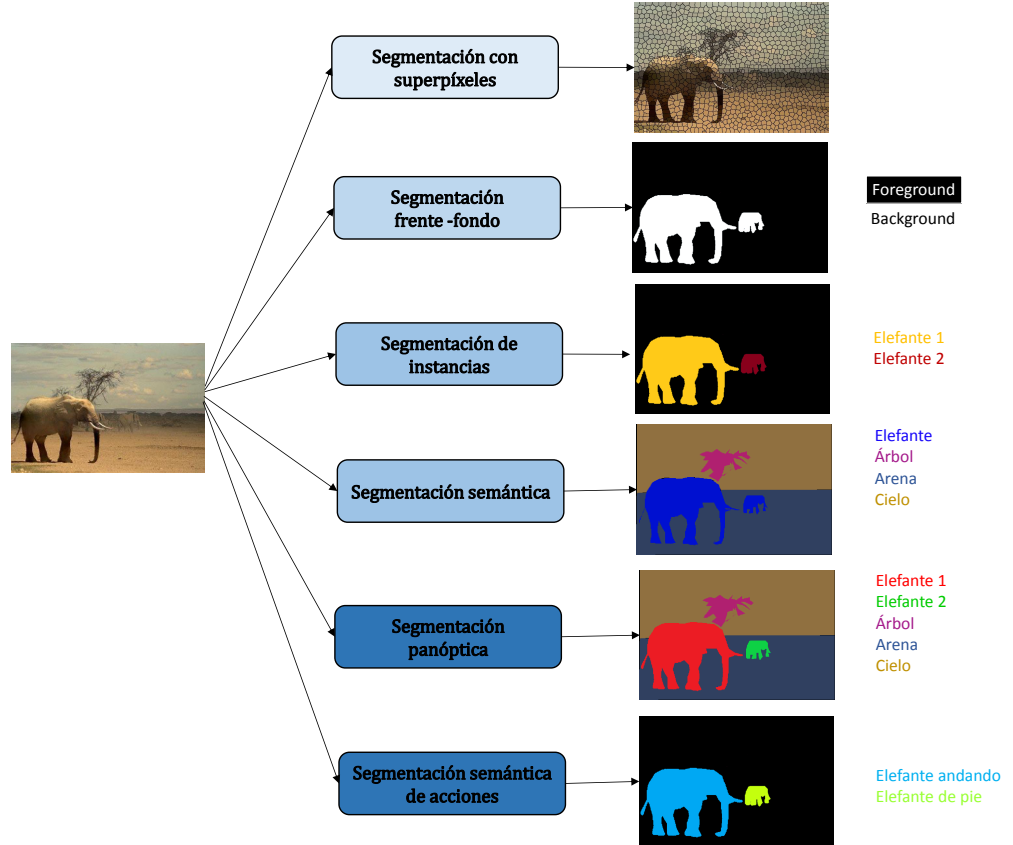 Segmentación con
superpíxeles
Segmentación
frente -fondo
Foreground
Background
Segmentación de
instancias
Elefante 1
Elefante 2
Segmentación semántica
Elefante
Árbol
Arena
Cielo
Segmentación
panóptica
Elefante 1
Elefante 2
Árbol
Arena
Cielo
Segmentación semántica
de acciones
Elefante andando
Elefante de pie